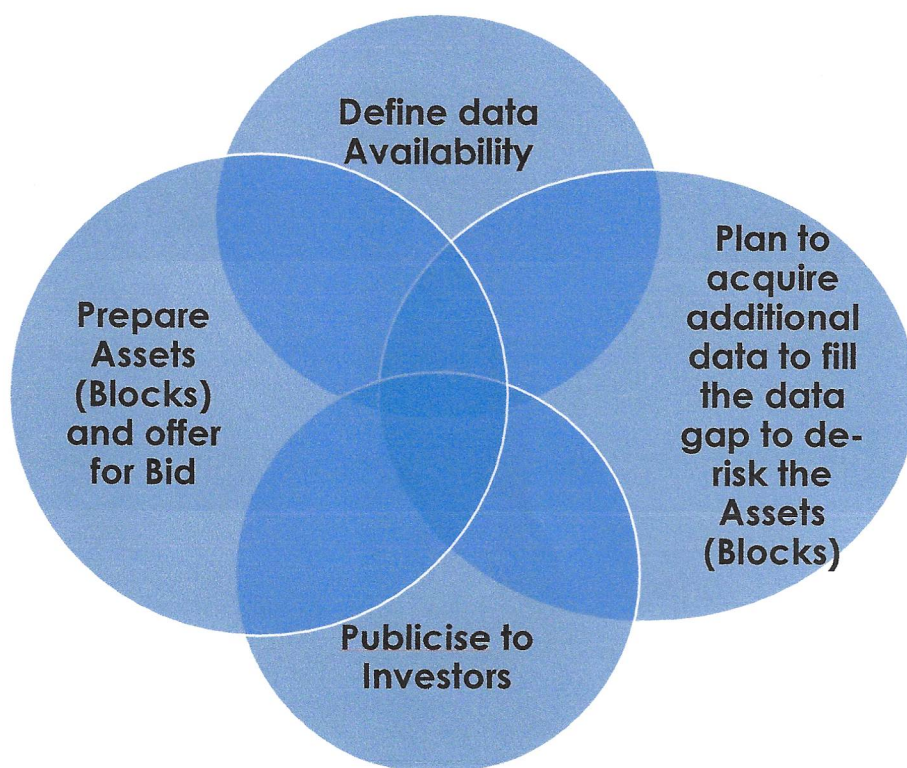 Define data
Availability
Plan to
acquire
additional
data to fill
the data
gap to de-
risk the
Assets
(Blocks)
Prepare
Assets
(Blocks)
and offer
for Bid
Publicise to
Investors